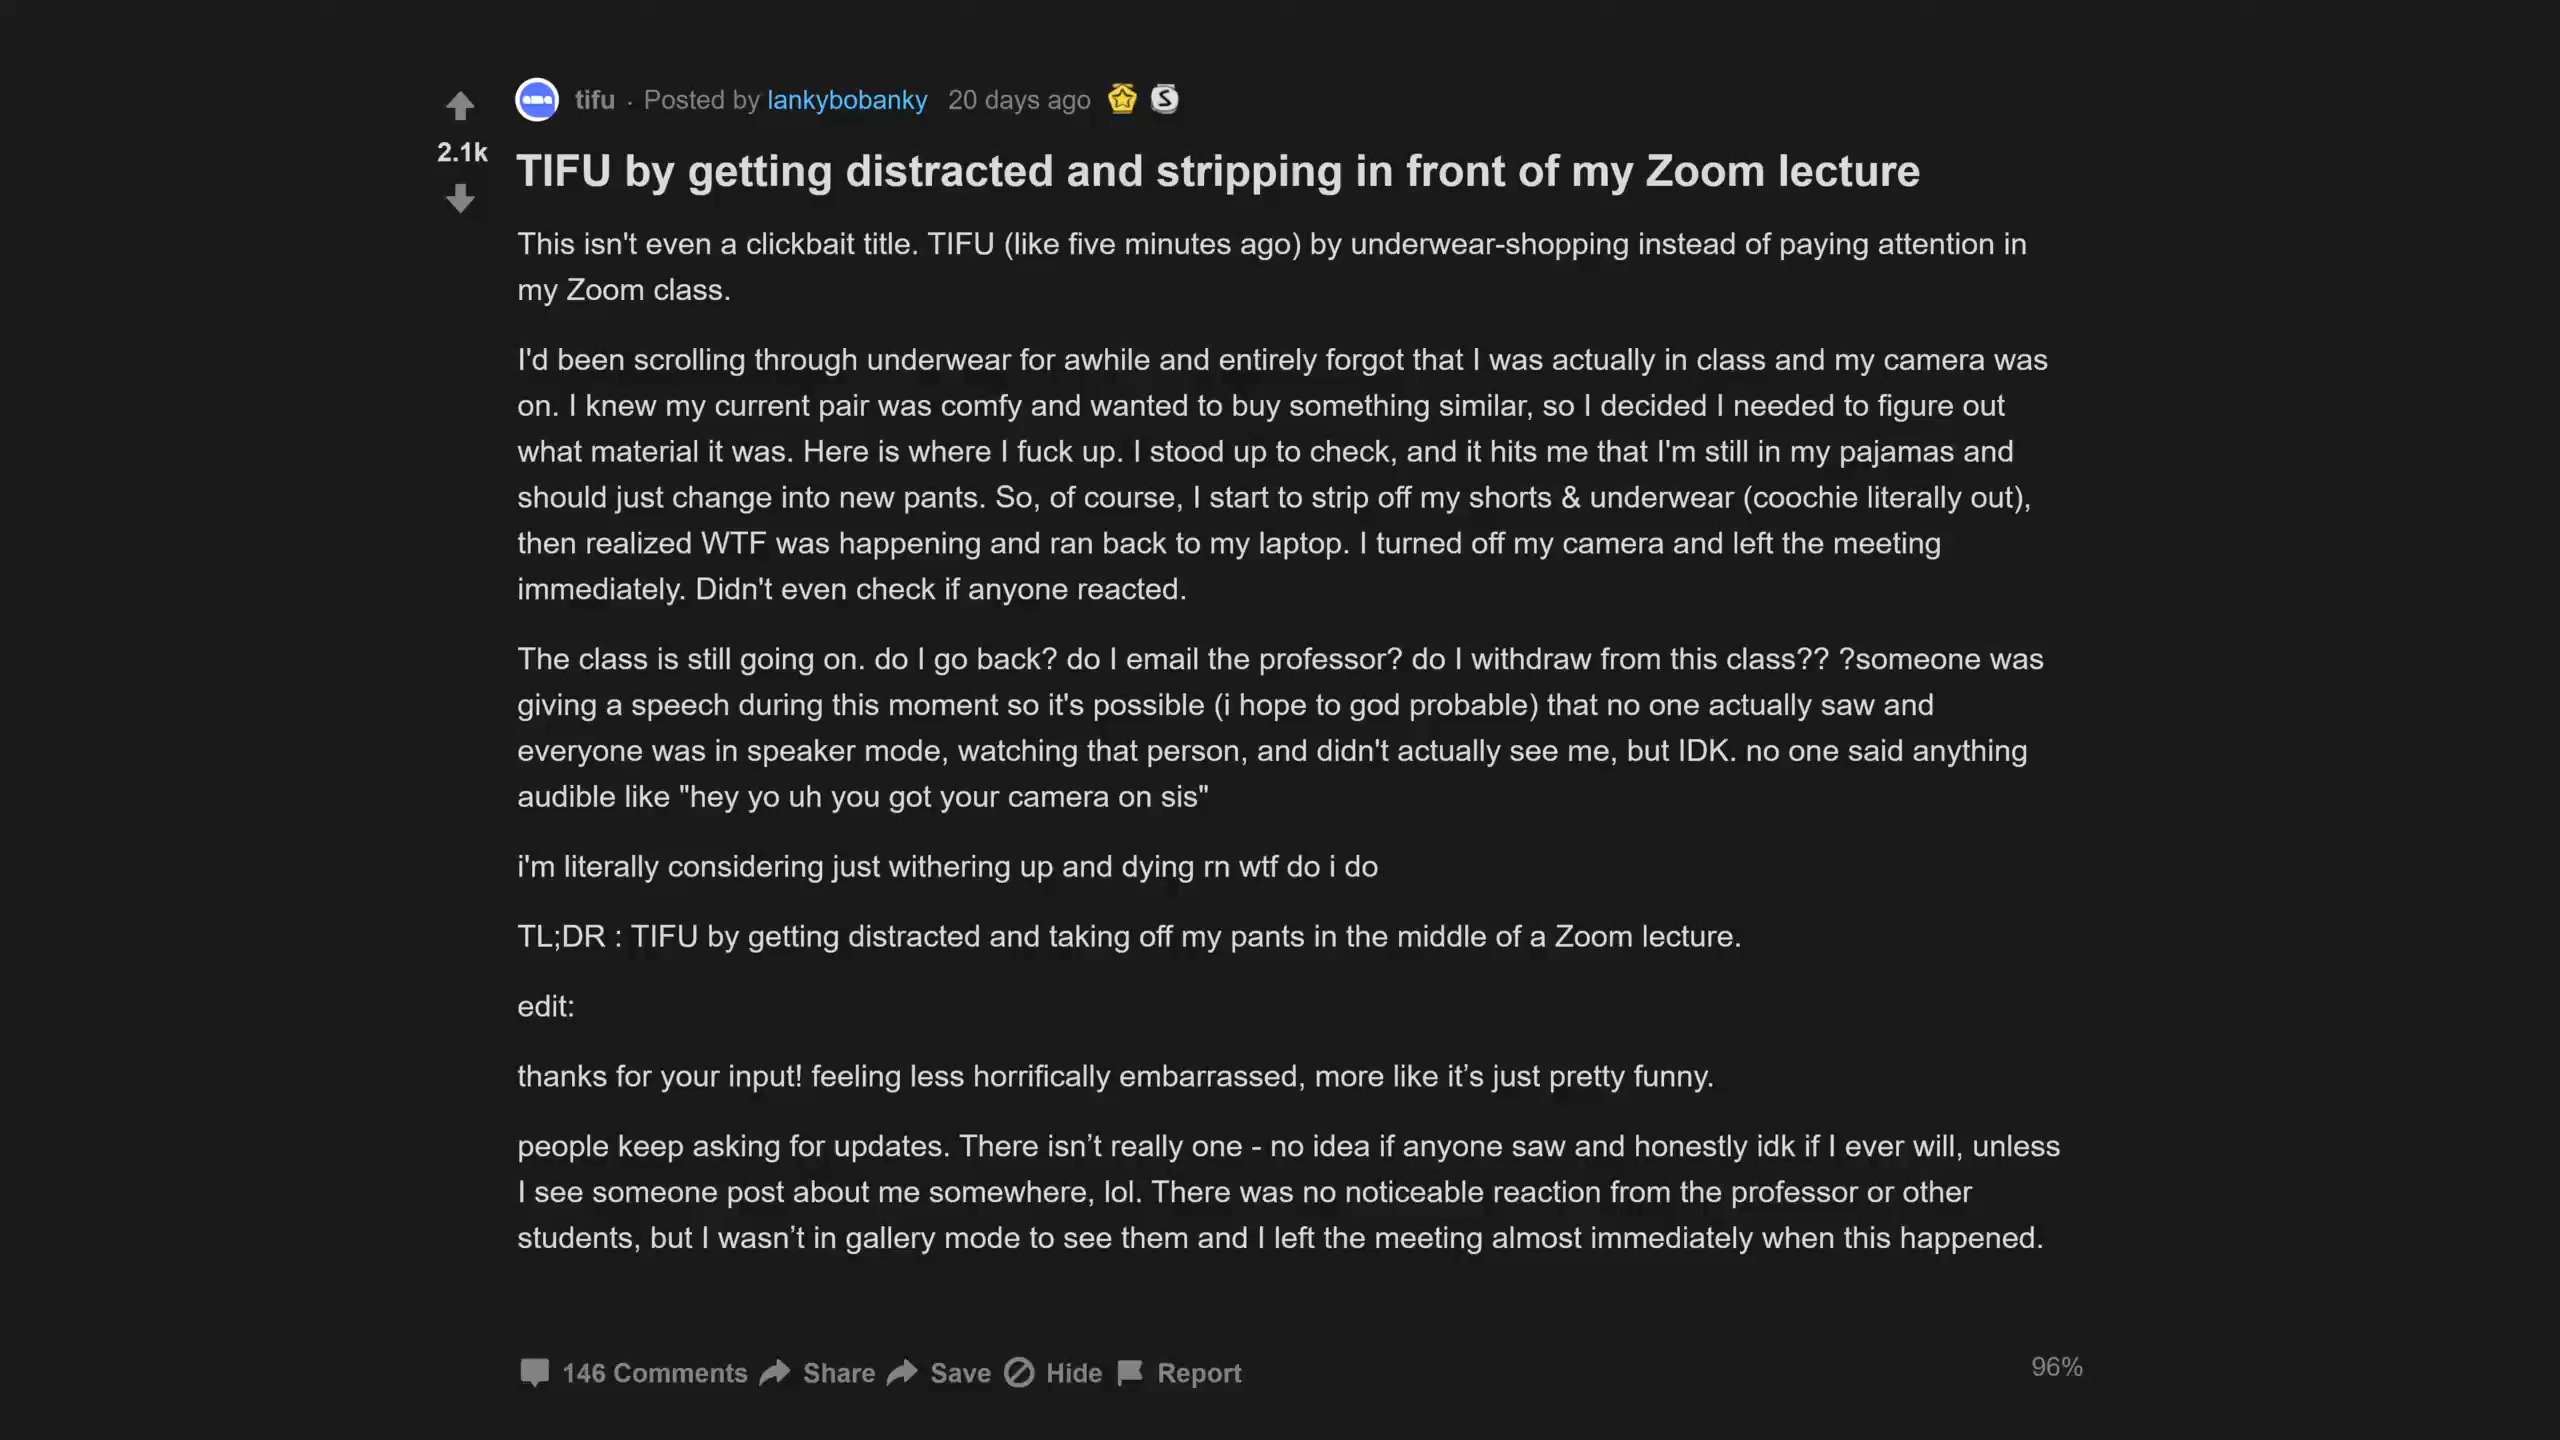 tifu · Posted by lankybobanky 20 days ago
2.1k
TIFU by getting distracted and stripping in front of my Zoom lecture
This isn't even a clickbait title. TIFU (like five minutes ago) by underwear-shopping instead of paying attention in
my Zoom class.
I'd been scrolling through underwear for awhile and entirely forgot that I was actually in class and my camera was
on. I knew my current pair was comfy and wanted to buy something similar, so I decided I needed to figure out
what material it was. Here is where I fuck up. I stood up to check, and it hits me that I'm still in my pajamas and
should just change into new pants. So, of course, I start to strip off my shorts & underwear (coochie literally out),
then realized WTF was happening and ran back to my laptop. I turned off my camera and left the meeting
immediately. Didn't even check if anyone reacted.
The class is still going on. do I go back? do I email the professor? do I withdraw from this class?? ?someone was
giving a speech during this moment so it's possible (i hope to god probable) that no one actually saw and
everyone was in speaker mode, watching that person, and didn't actually see me, but IDK. no one said anything
audible like "hey yo uh you got your camera on sis"
i'm literally considering just withering up and dying rn wtf do i do
TL;DR : TIFU by getting distracted and taking off my pants in the middle of a Zoom lecture.
edit:
thanks for your input! feeling less horrifically embarrassed, more like it’s just pretty funny.
people keep asking for updates. There isn’t really one - no idea if anyone saw and honestly idk if I ever will, unless
I see someone post about me somewhere, lol. There was no noticeable reaction from the professor or other
students, but I wasn’t in gallery mode to see them and I left the meeting almost immediately when this happened.
146 Comments Share Save Hide Report
96%